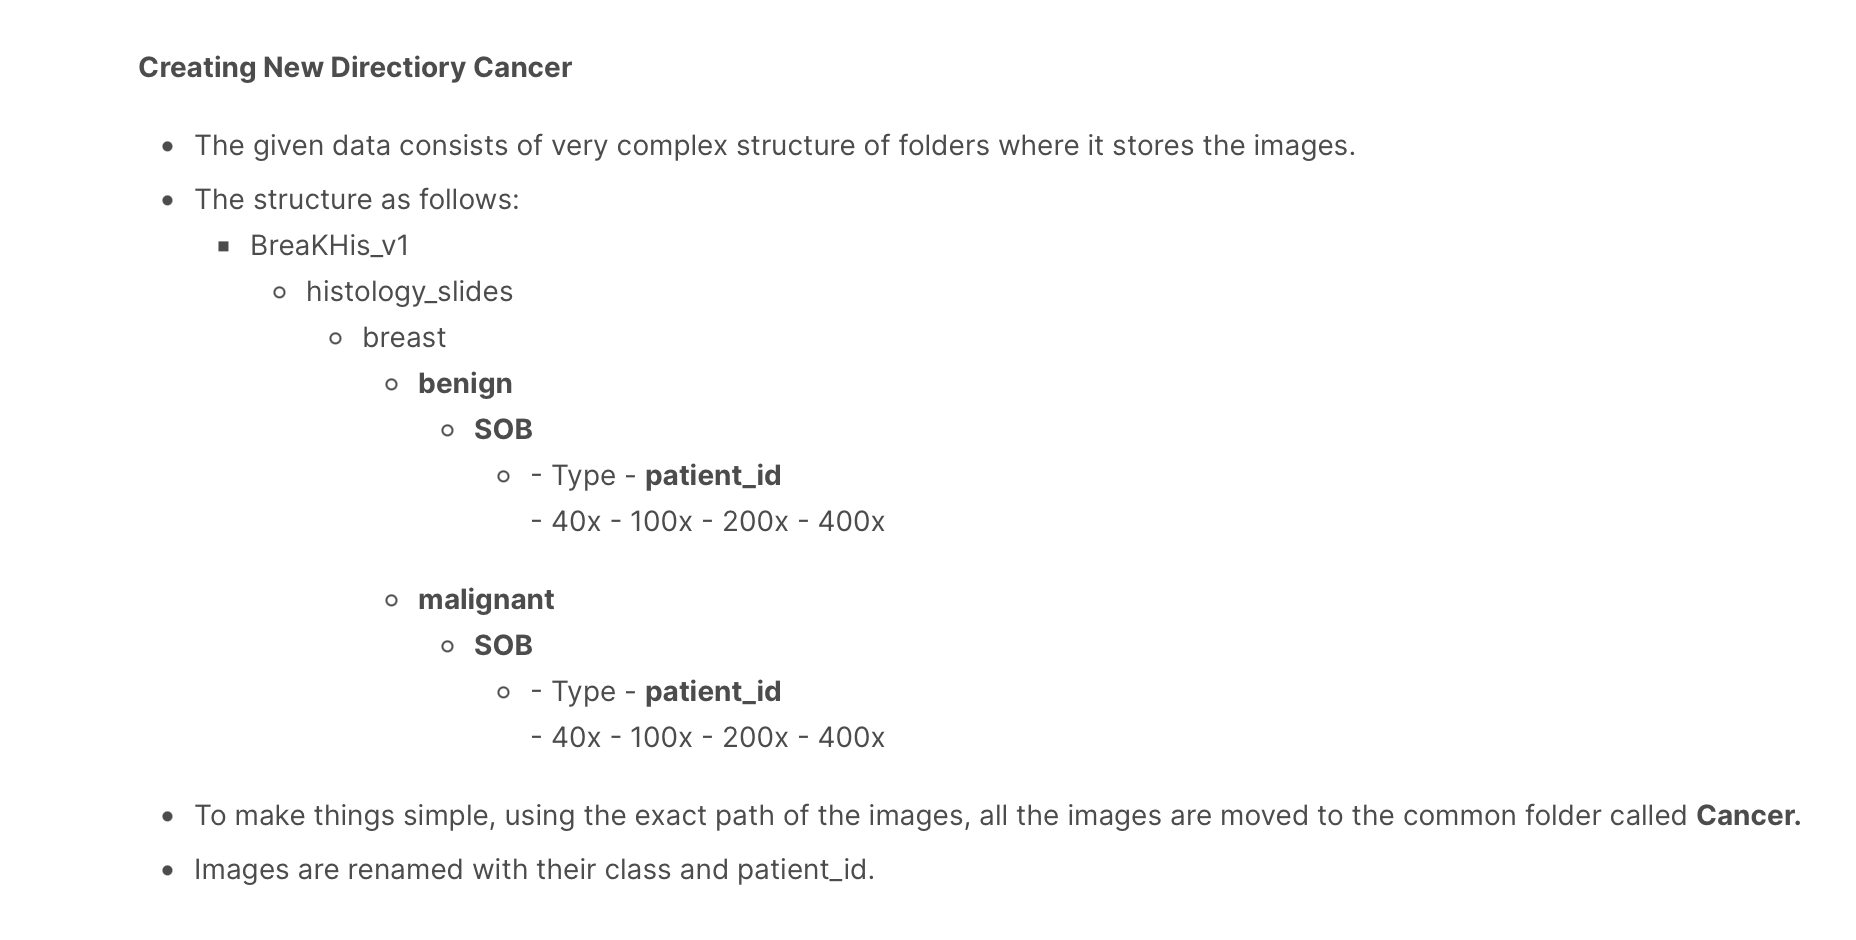 Creating New Directiory Cancer
The given data consists of very complex structure of folders where it stores the images.
The structure as follows:
BreaKHis_v1
histology_slides
breast
benign
SOB
- Type - patient_id
- 40x - 100x - 200x - 400x
malignant
SOB
- Type - patient_id
- 40x - 100x - 200x - 400x
To make things simple, using the exact path of the images, all the images are moved to the common folder called Cancer.
Images are renamed with their class and patient_id.